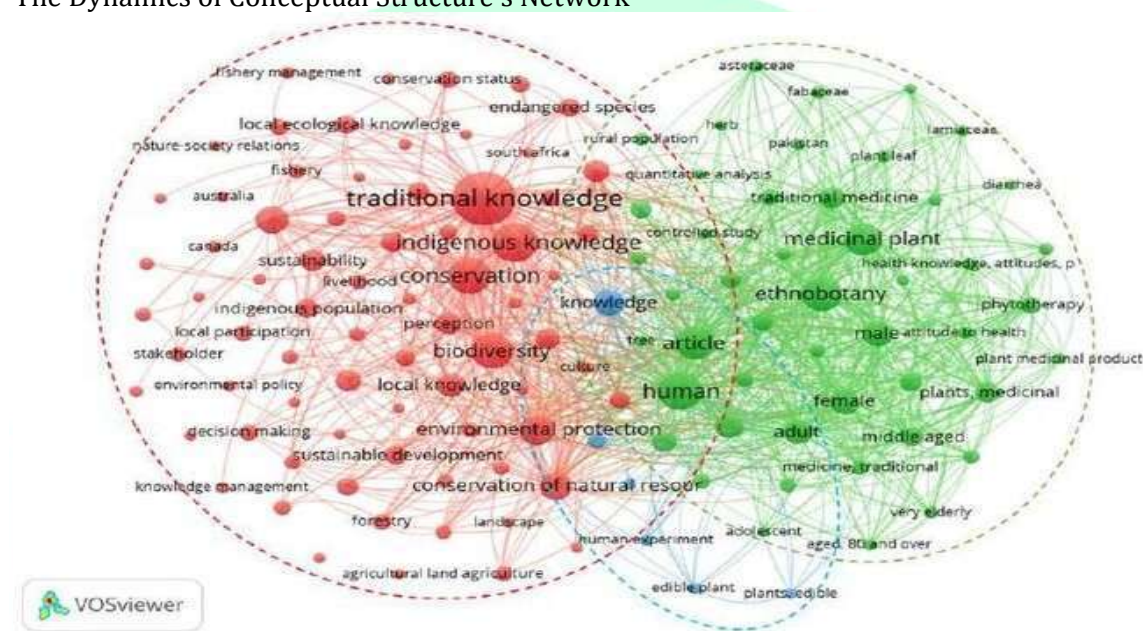 The Dynamics of Conceptual Structure's Network
asteraceae
fishery management
conservation status
fabaceae
endangered species
local ecological knowledge
herb
lamiaceae
rural population
nature-society relations
south africa
pakistan
plant leaf
fishery
quantitative analysis
diarrhea
australia
traditional knowledge
traditional medicine
canada
indigenous knowledge
controlled study
medicinal plant
sustainability
health knowledge, attitudes, p
livelihood
conservation
ethnobotany
indigenous population
knowledge
phytotherapy
perception
local participation
tree
article
male
attitude to health
stakeholder
biodiversity
culture
plant medicinal product
environmental policy
local knowledge
human
female
plants, medicinal
decision making
environmental protection
adult
middle aged
sustainable development
medicine, traditional
knowledge management
conservation of natural resour
forestry
landscape
very elderly
human experiment
adolescent
aged, 80 and over
agricultural land
agriculture
edible plant
plants, edible
VOSviewer